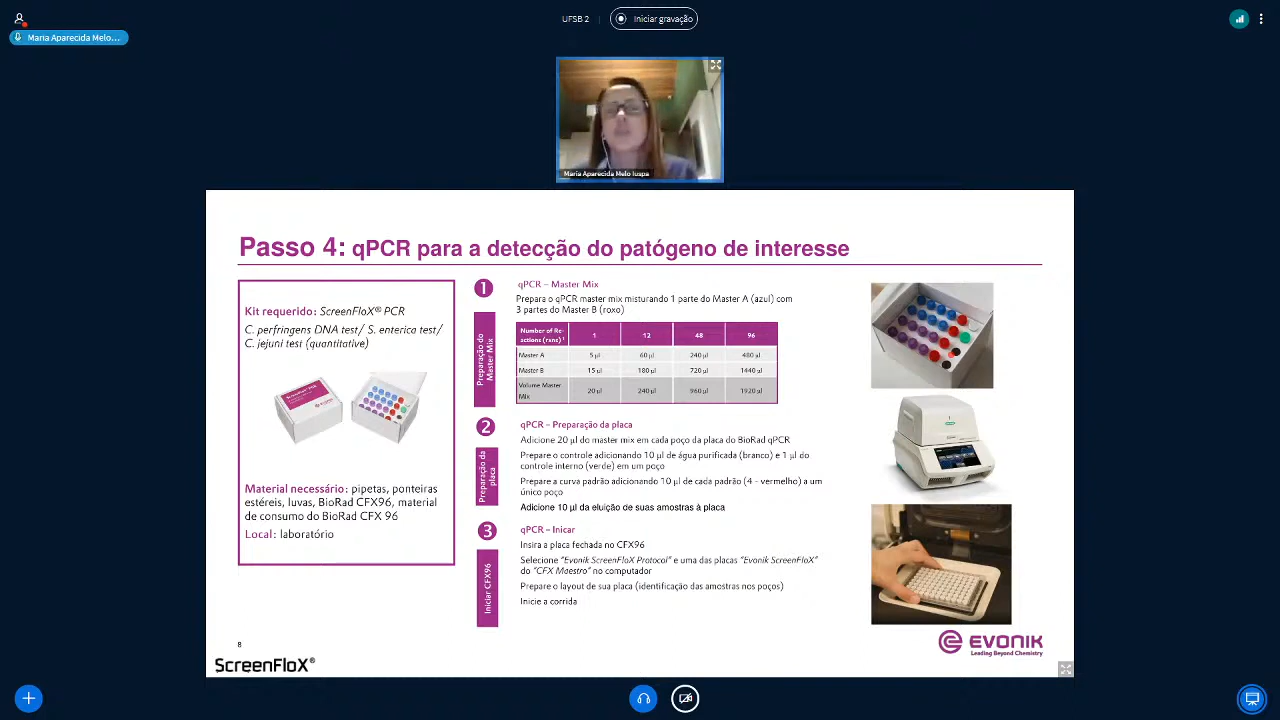 UFSB 2
Iniciar gravação
Maria Aparecida Melo...
Maria Aparecida Melo Iuspa
Passo 4: qPCR para a detecção do patógeno de interesse
Kit requerido: ScreenFloX® PCR
C. perfringens DNA test/ S. enterica test/
C. jejuni test (quantitative)
Material necessário: pipetas, ponteiras
estéreis, luvas, BioRad CFX96, material
de consumo do BioRad CFX 96
Local: laboratório
1
Preparação do
Master Mix
qPCR – Master Mix
Prepara o qPCR master mix misturando 1 parte do Master A (azul) com
3 partes do Master B (roxo)
Number of Re-
actions (rxns) ¹ 1 12 48 96
Master A 5 µl 60 µl 240 µl 480 µl
Master B 15 µl 180 µl 720 µl 1440 µl
Volume Master
Mix 20 µl 240 µl 960 µl 1920 µl
2
Preparação da
placa
qPCR – Preparação da placa
Adicione 20 µl do master mix em cada poço da placa do BioRad qPCR
Prepare o controle adicionando 10 µl de água purificada (branco) e 1 µl do
controle interno (verde) em um poço
Prepare a curva padrão adicionando 10 µl de cada padrão (4 - vermelho) a um
único poço
Adicione 10 µl da eluição de suas amostras à placa
3
Iniciar CFX96
qPCR – Inicar
Insira a placa fechada no CFX96
Selecione "Evonik ScreenFloX Protocol" e uma das placas "Evonik ScreenFloX"
do "CFX Maestro" no computador
Prepare o layout de sua placa (identificação das amostras nos poços)
Inicie a corrida
8
ScreenFloX®
EVONIK
Leading Beyond Chemistry